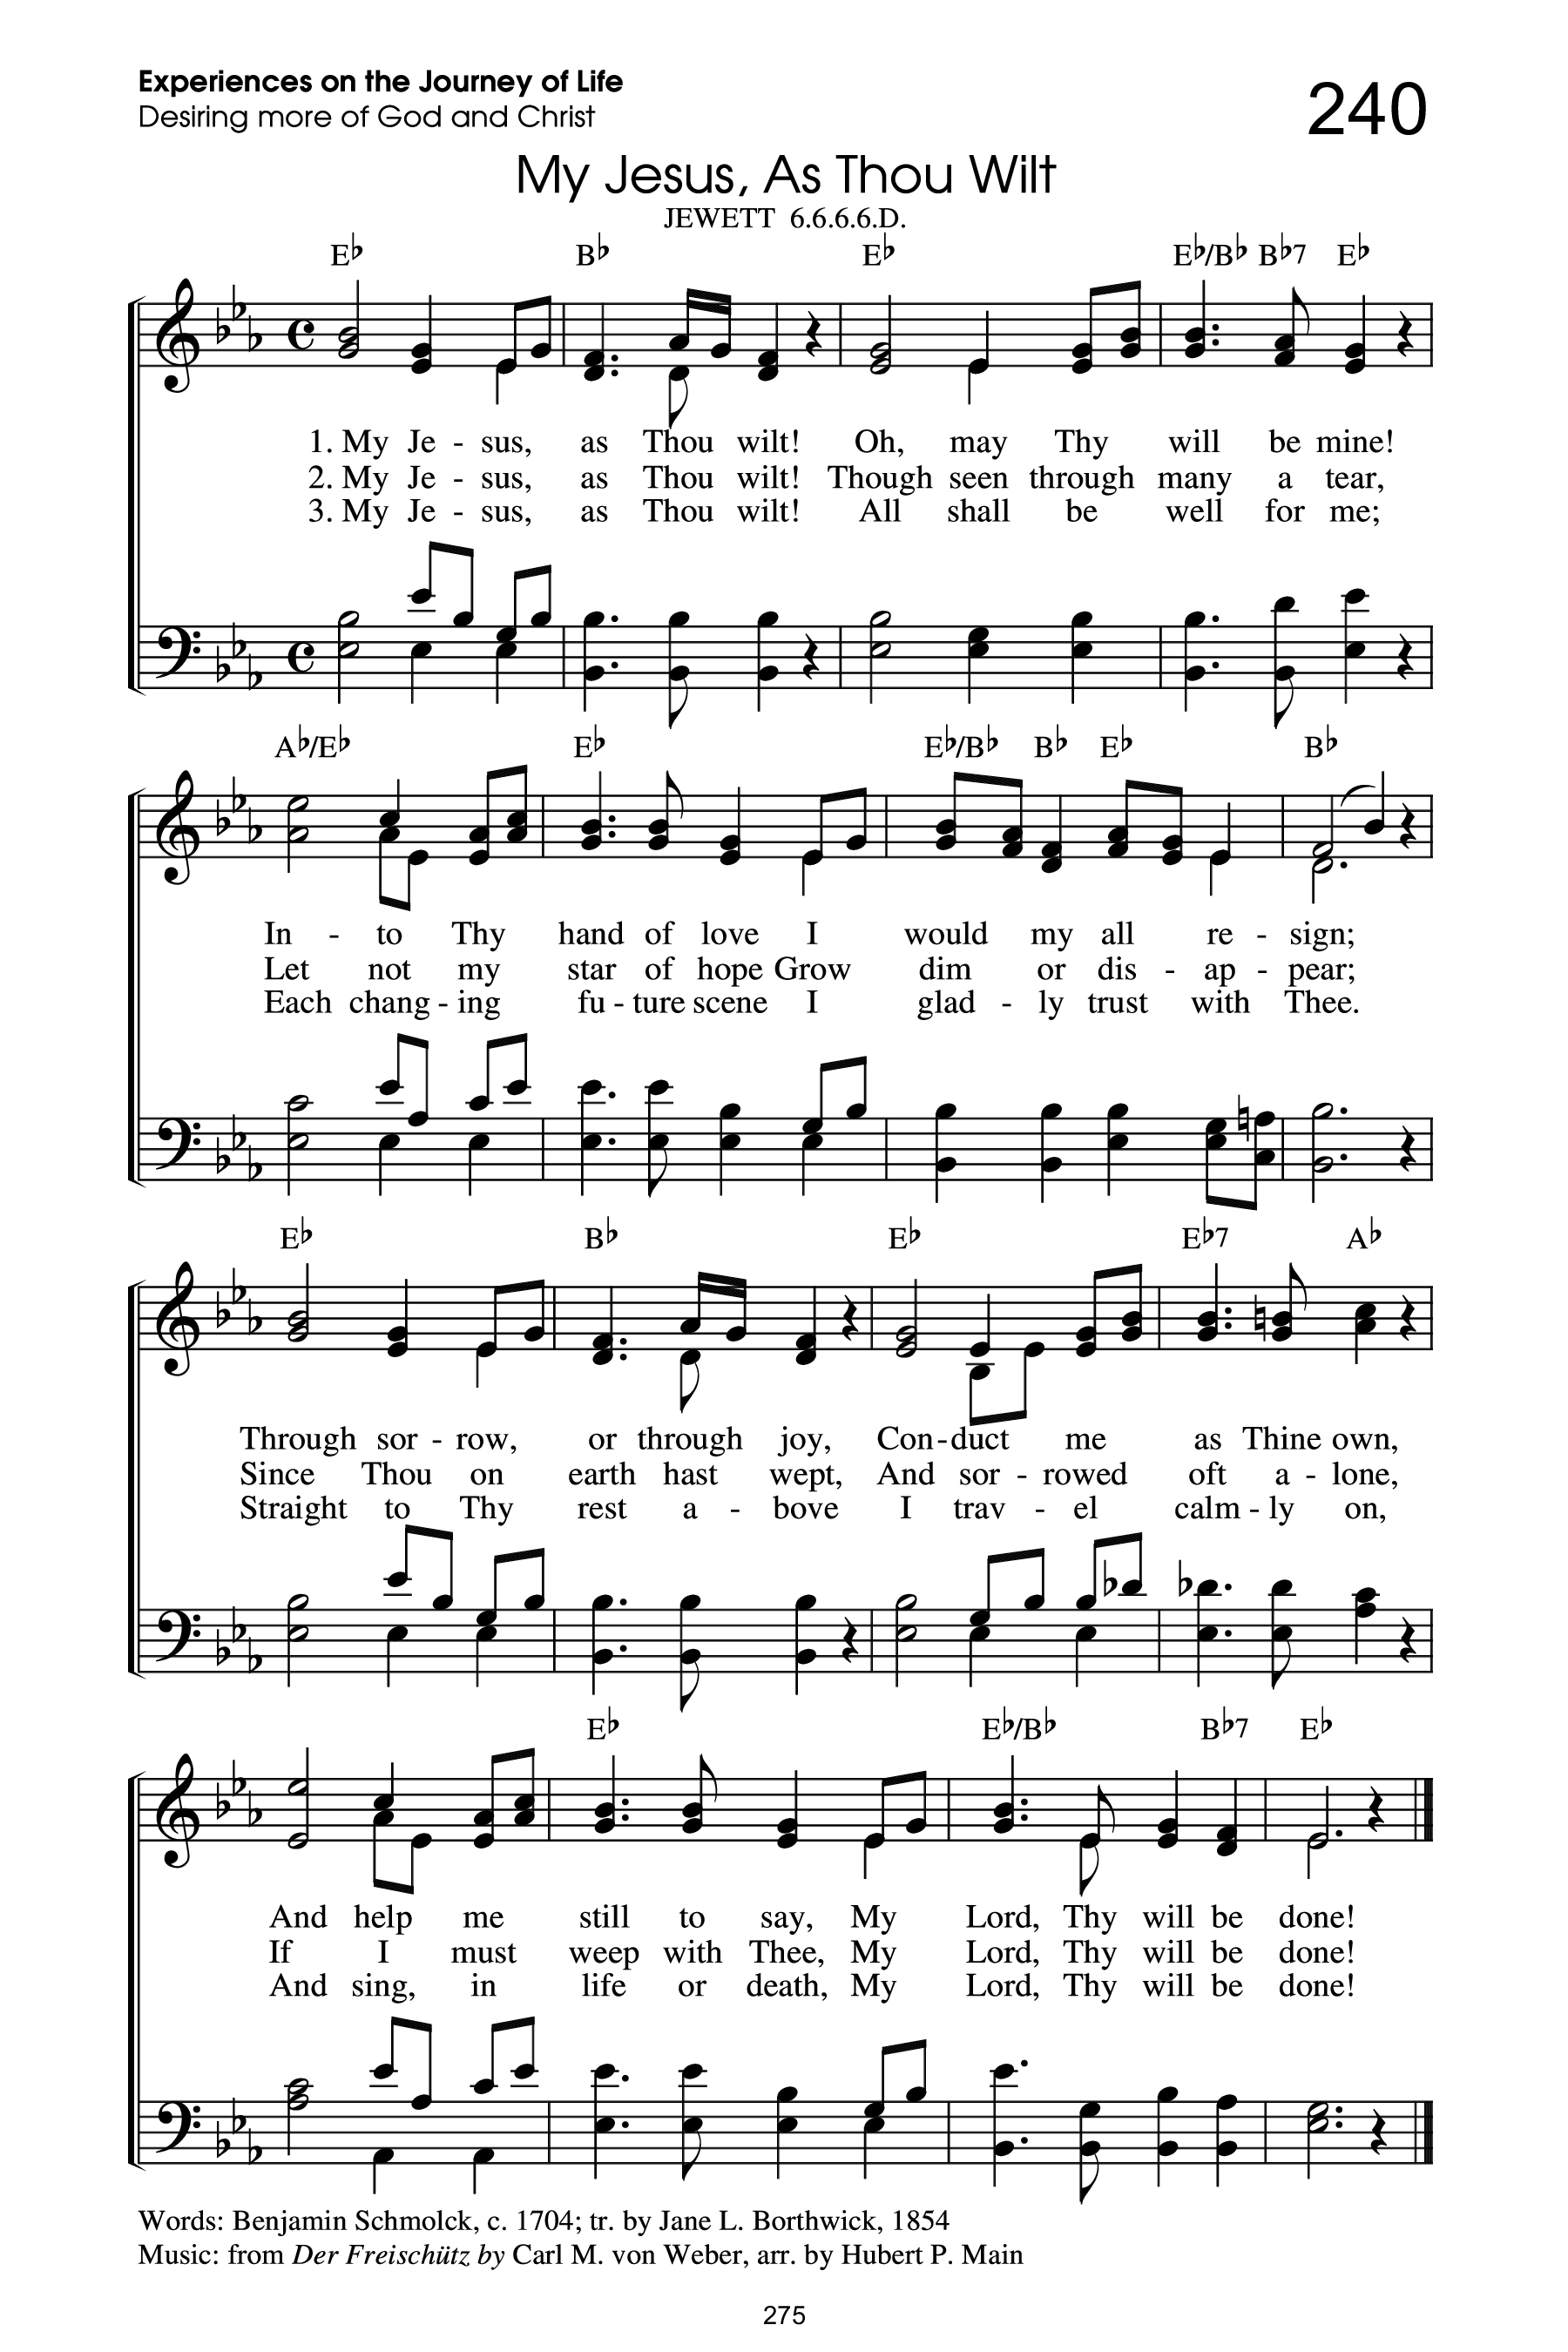 Experiences on the Journey of Life
Desiring more of God and Christ
240
My Jesus, As Thou Wilt
JEWETT 6.6.6.6.D.
E♭ B♭ E♭ E♭/B♭ B♭7 E♭
1. My Je - sus, as Thou wilt! Oh, may Thy will be mine!
2. My Je - sus, as Thou wilt! Though seen through many a tear,
3. My Je - sus, as Thou wilt! All shall be well for me;
A♭/E♭ E♭ E♭/B♭ B♭ E♭ B♭
In - to Thy hand of love I would my all re - sign;
Let not my star of hope Grow dim or dis - ap - pear;
Each chang - ing fu - ture scene I glad - ly trust with Thee.
E♭ B♭ E♭ E♭7 A♭
Through sor - row, or through joy, Con - duct me as Thine own,
Since Thou on earth hast wept, And sor - rowed oft a - lone,
Straight to Thy rest a - bove I trav - el calm - ly on,
E♭ E♭/B♭ B♭7 E♭
And help me still to say, My Lord, Thy will be done!
If I must weep with Thee, My Lord, Thy will be done!
And sing, in life or death, My Lord, Thy will be done!
Words: Benjamin Schmolck, c. 1704; tr. by Jane L. Borthwick, 1854
Music: from Der Freischütz by Carl M. von Weber, arr. by Hubert P. Main
275